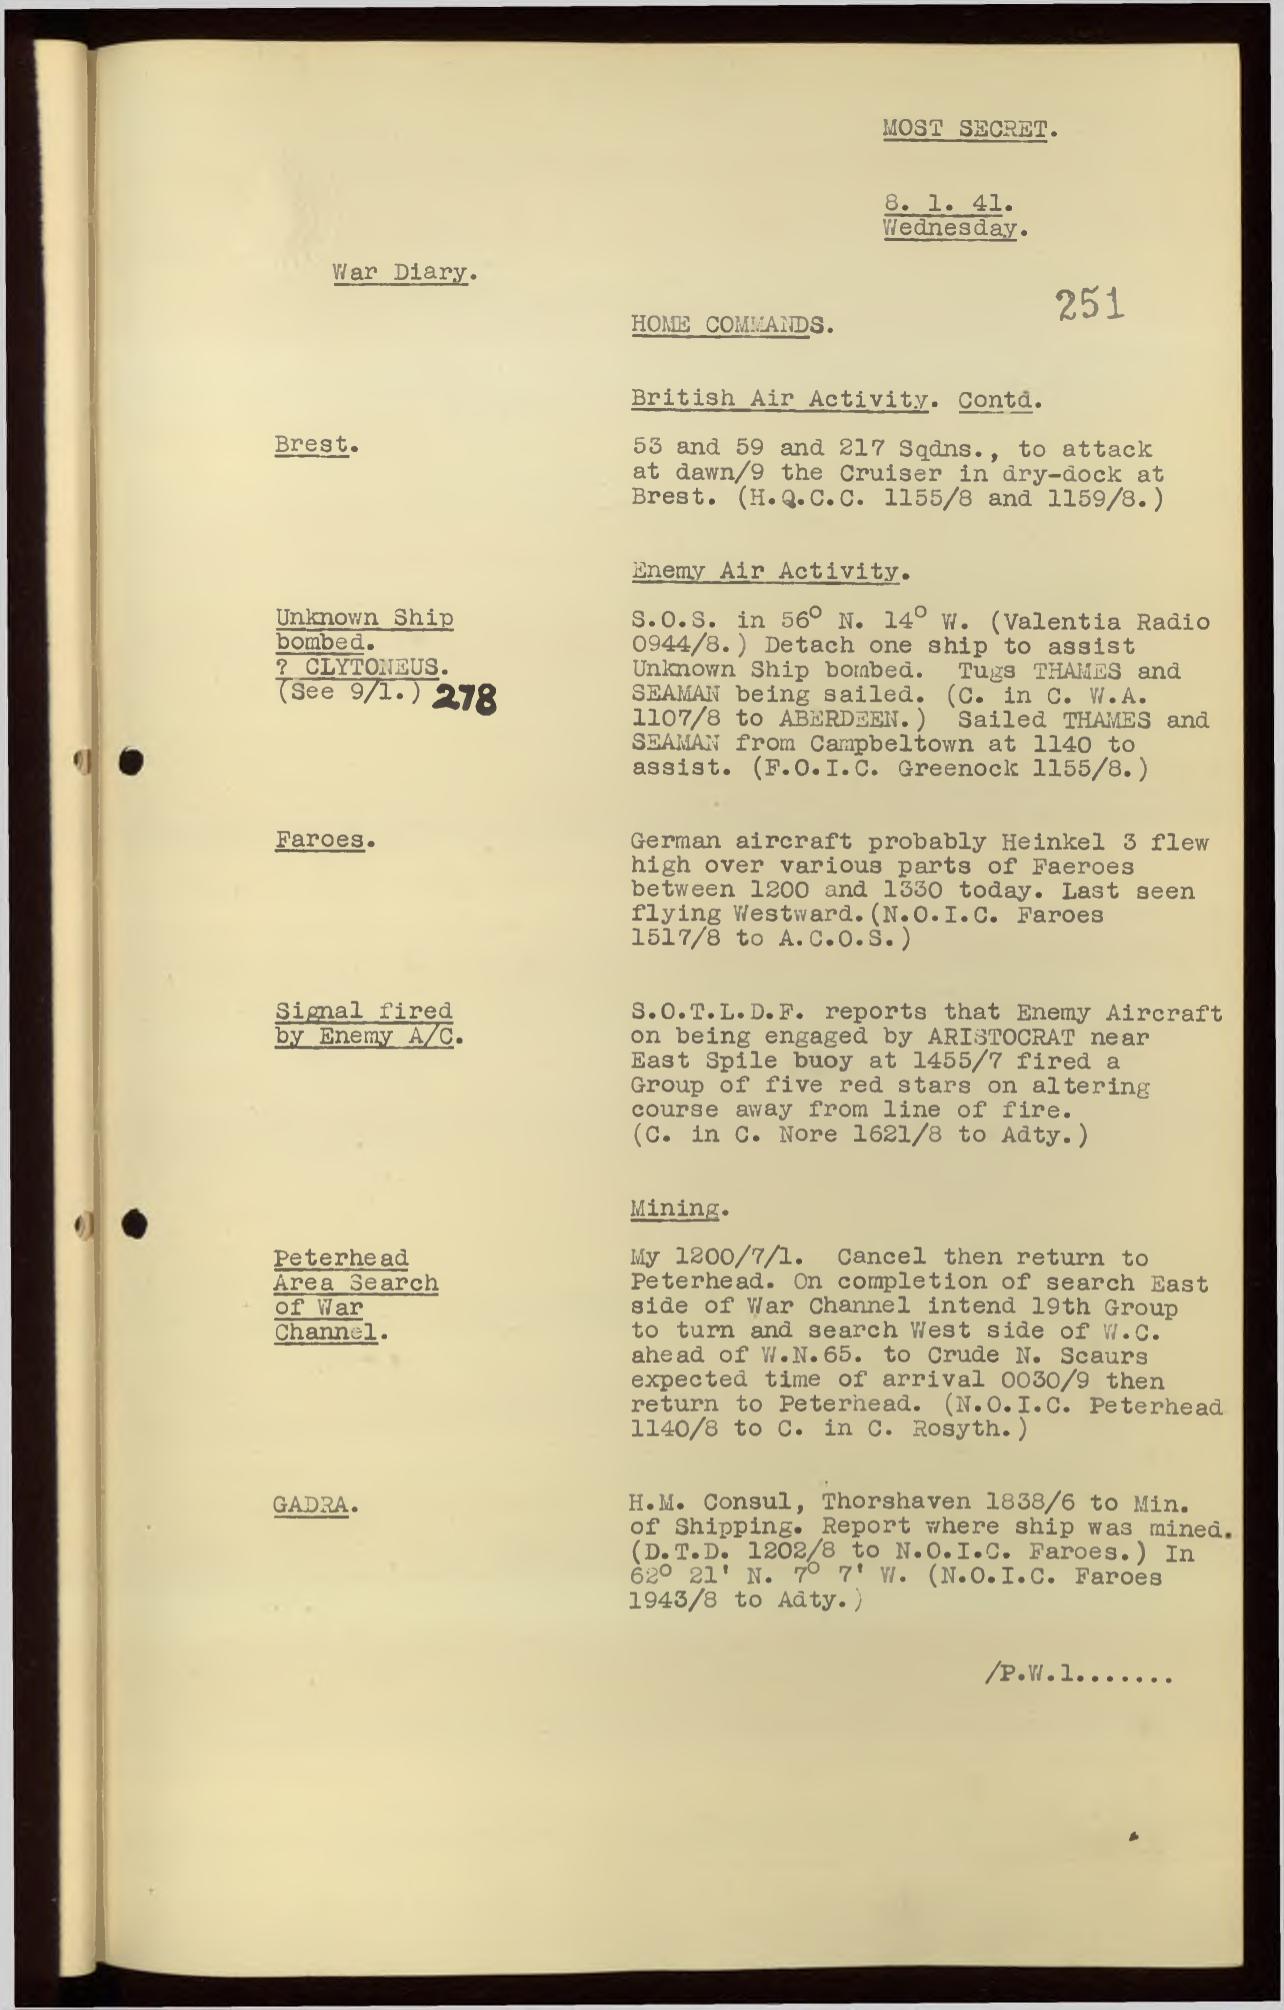 MOST SECRET.
8. 1. 41.
Wednesday.
War Diary.
251
HOME COMMANDS.
British Air Activity. Contd.
Brest.
53 and 59 and 217 Sqdns., to attack
at dawn/9 the Cruiser in dry-dock at
Brest. (H.Q.C.C. 1155/8 and 1159/8.)
Enemy Air Activity.
Unknown Ship
bombed.
? CLYTONEUS.
(See 9/1.) 278
S.O.S. in 56° N. 14° W. (Valentia Radio
0944/8.) Detach one ship to assist
Unknown Ship bombed. Tugs THAMES and
SEAMAN being sailed. (C. in C. W.A.
1107/8 to ABERDEEN.) Sailed THAMES and
SEAMAN from Campbeltown at 1140 to
assist. (F.O.I.C. Greenock 1155/8.)
Faroes.
German aircraft probably Heinkel 3 flew
high over various parts of Faeroes
between 1200 and 1330 today. Last seen
flying Westward.(N.O.I.C. Faroes
1517/8 to A.C.O.S.)
Signal fired
by Enemy A/C.
S.O.T.L.D.F. reports that Enemy Aircraft
on being engaged by ARISTOCRAT near
East Spile buoy at 1455/7 fired a
Group of five red stars on altering
course away from line of fire.
(C. in C. Nore 1621/8 to Adty.)
Mining.
Peterhead
Area Search
of War
Channel.
My 1200/7/1. Cancel then return to
Peterhead. On completion of search East
side of War Channel intend 19th Group
to turn and search West side of W.C.
ahead of W.N.65. to Crude N. Scaurs
expected time of arrival 0030/9 then
return to Peterhead. (N.O.I.C. Peterhead
1140/8 to C. in C. Rosyth.)
GADRA.
H.M. Consul, Thorshaven 1838/6 to Min.
of Shipping. Report where ship was mined.
(D.T.D. 1202/8 to N.O.I.C. Faroes.) In
62° 21' N. 7° 7' W. (N.O.I.C. Faroes
1943/8 to Adty.)
/P.W.1.......